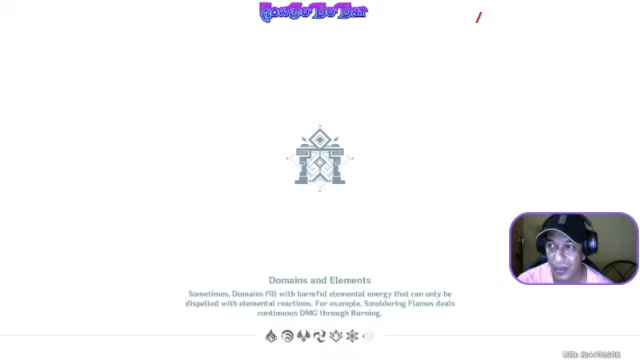 Domains and Elements
Sometimes, Domains fill with harmful elemental energy that can only be
dispelled with elemental reactions. For example, Smoldering Flames deals
continuous DMG through Burning.